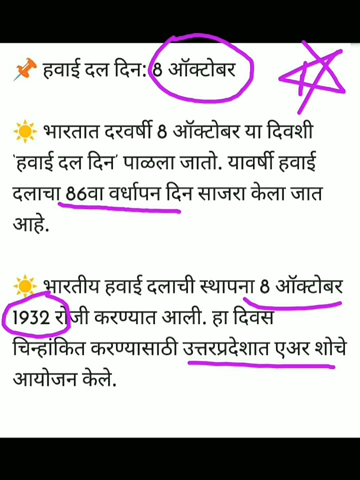 📌 हवाई दल दिन: 8 ऑक्टोबर
☀️ भारतात दरवर्षी 8 ऑक्टोबर या दिवशी
'हवाई दल दिन' पाळला जातो. यावर्षी हवाई
दलाचा 86वा वर्धापन दिन साजरा केला जात
आहे.
☀️ भारतीय हवाई दलाची स्थापना 8 ऑक्टोबर
1932 रोजी करण्यात आली. हा दिवस
चिन्हांकित करण्यासाठी उत्तरप्रदेशात एअर शोचे
आयोजन केले.